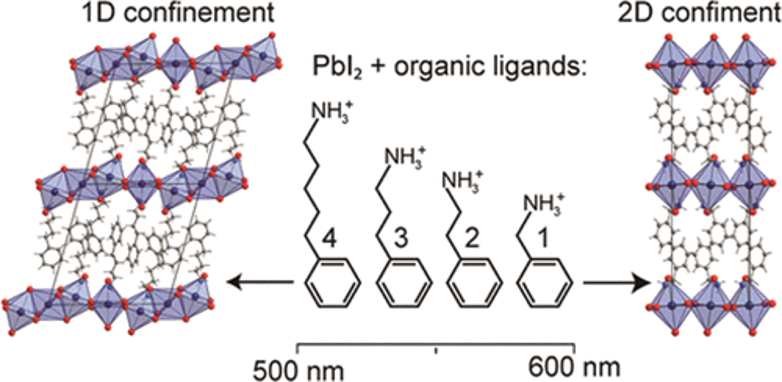 1D confinement
2D confiment
PbI₂ + organic ligands:
NH₃⁺
NH₃⁺
NH₃⁺
NH₃⁺
4
3
2
1
500 nm
600 nm